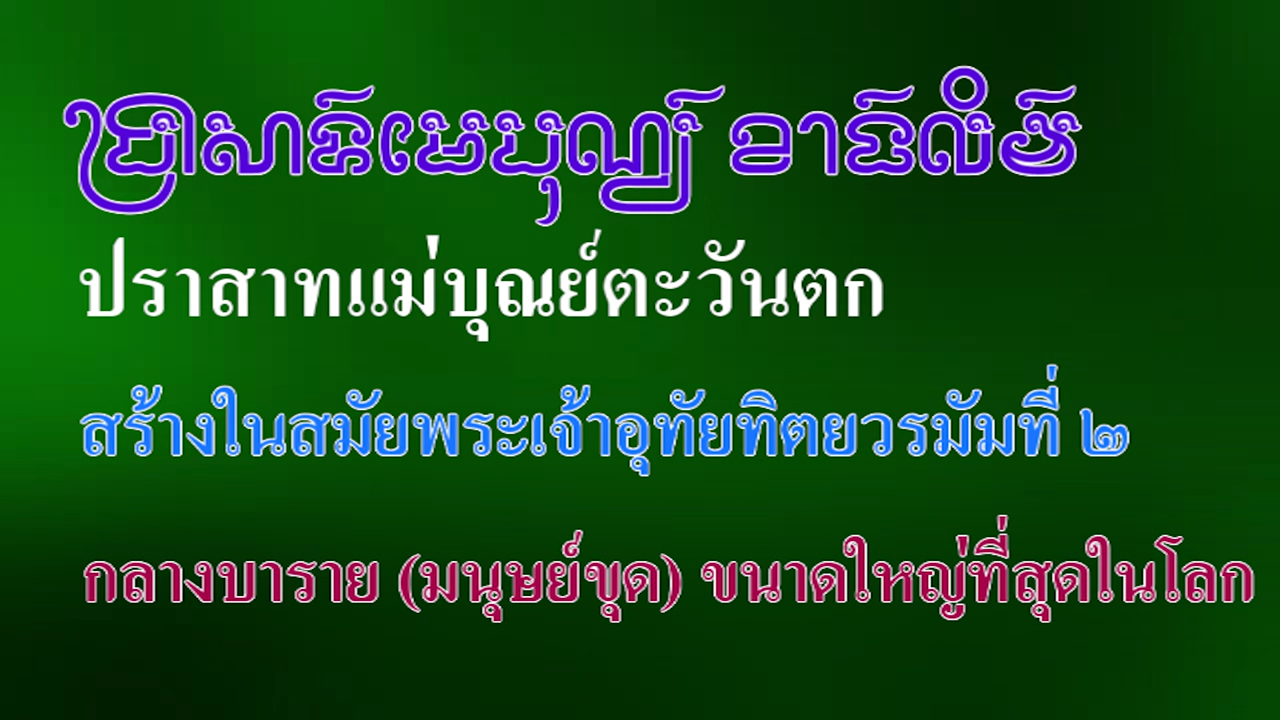 ប្រាសាទមេបុណ្យ ខាងលិច
ปราสาทแม่บุณย์ตะวันตก
สร้างในสมัยพระเจ้าอุทัยทิตยวรมัมที่ ๒
กลางบาราย (มนุษย์ขุด) ขนาดใหญ่ที่สุดในโลก